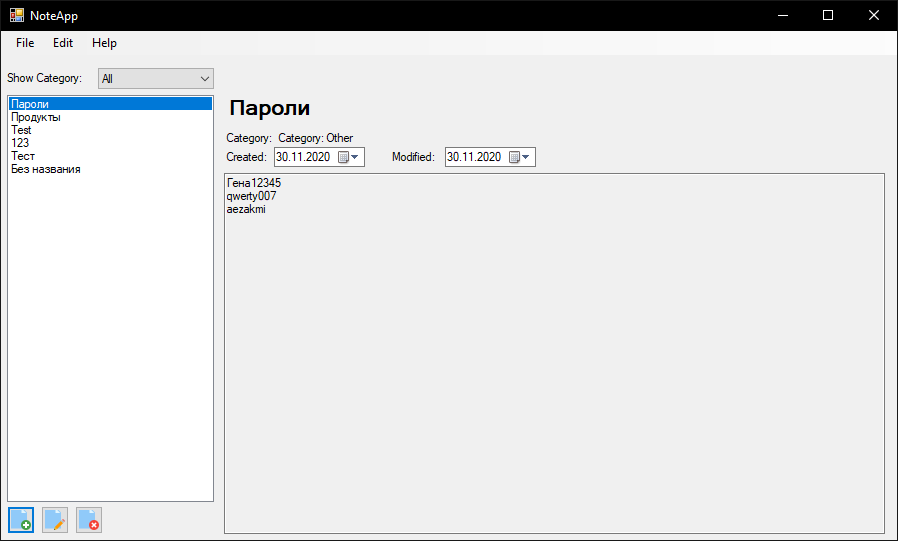 NoteApp
File Edit Help
Show Category: All
Пароли
Продукты
Test
123
Тест
Без названия
Пароли
Category: Category: Other
Created: 30.11.2020 Modified: 30.11.2020
Гена12345
qwerty007
aezakmi